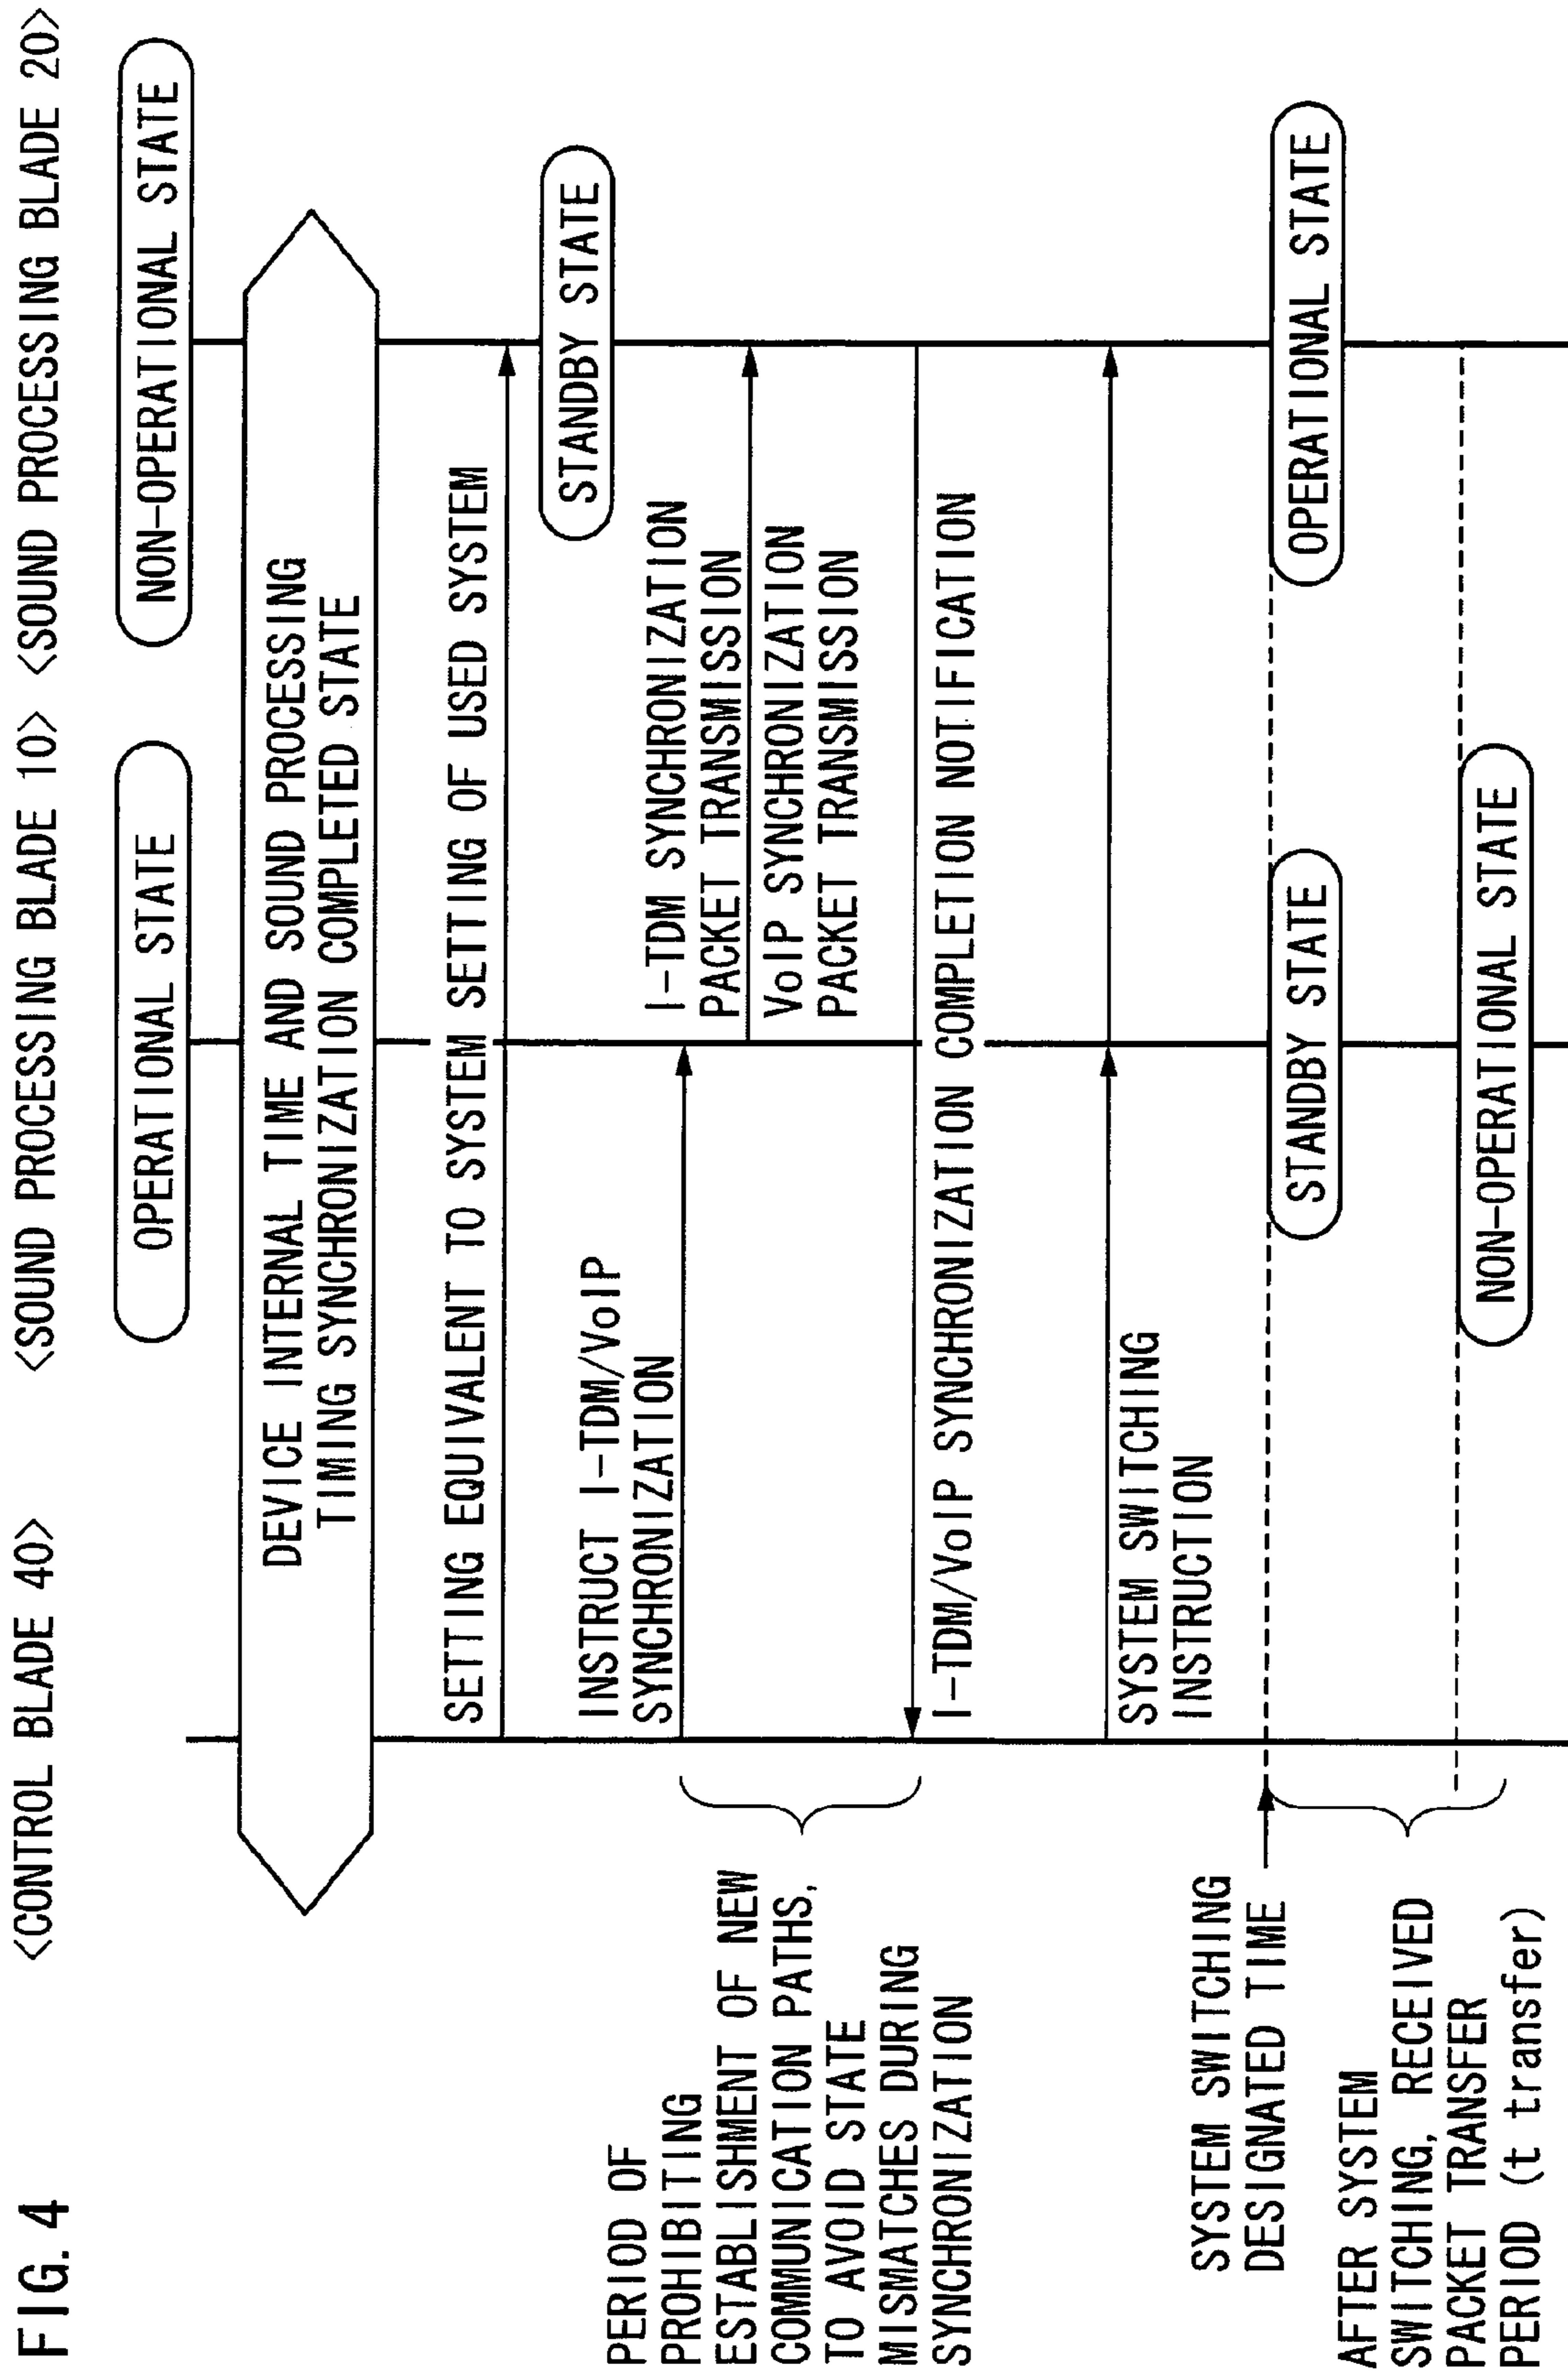 FIG. 4
<CONTROL BLADE 40>
<SOUND PROCESSING BLADE 10>
<SOUND PROCESSING BLADE 20>
OPERATIONAL STATE
NON-OPERATIONAL STATE
DEVICE INTERNAL TIME AND SOUND PROCESSING
TIMING SYNCHRONIZATION COMPLETED STATE
SETTING EQUIVALENT TO SYSTEM SETTING OF USED SYSTEM
STANDBY STATE
INSTRUCT I-TDM/VoIP
SYNCHRONIZATION
I-TDM SYNCHRONIZATION
PACKET TRANSMISSION
VoIP SYNCHRONIZATION
PACKET TRANSMISSION
PERIOD OF
PROHIBITING
ESTABLISHMENT OF NEW
COMMUNICATION PATHS,
TO AVOID STATE
MISMATCHES DURING
SYNCHRONIZATION
I-TDM/VoIP SYNCHRONIZATION COMPLETION NOTIFICATION
SYSTEM SWITCHING
INSTRUCTION
SYSTEM SWITCHING
DESIGNATED TIME
STANDBY STATE
OPERATIONAL STATE
AFTER SYSTEM
SWITCHING, RECEIVED
PACKET TRANSFER
PERIOD (t transfer)
NON-OPERATIONAL STATE